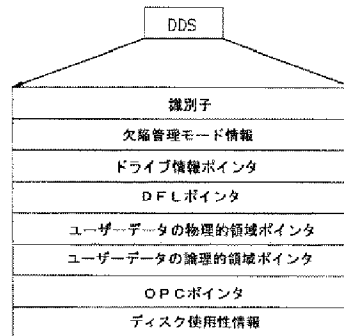 DDS
識別子
欠陥管理モード情報
ドライブ情報ポインタ
DFLポインタ
ユーザーデータの物理的領域ポインタ
ユーザーデータの論理的領域ポインタ
OPCポインタ
ディスク使用性情報